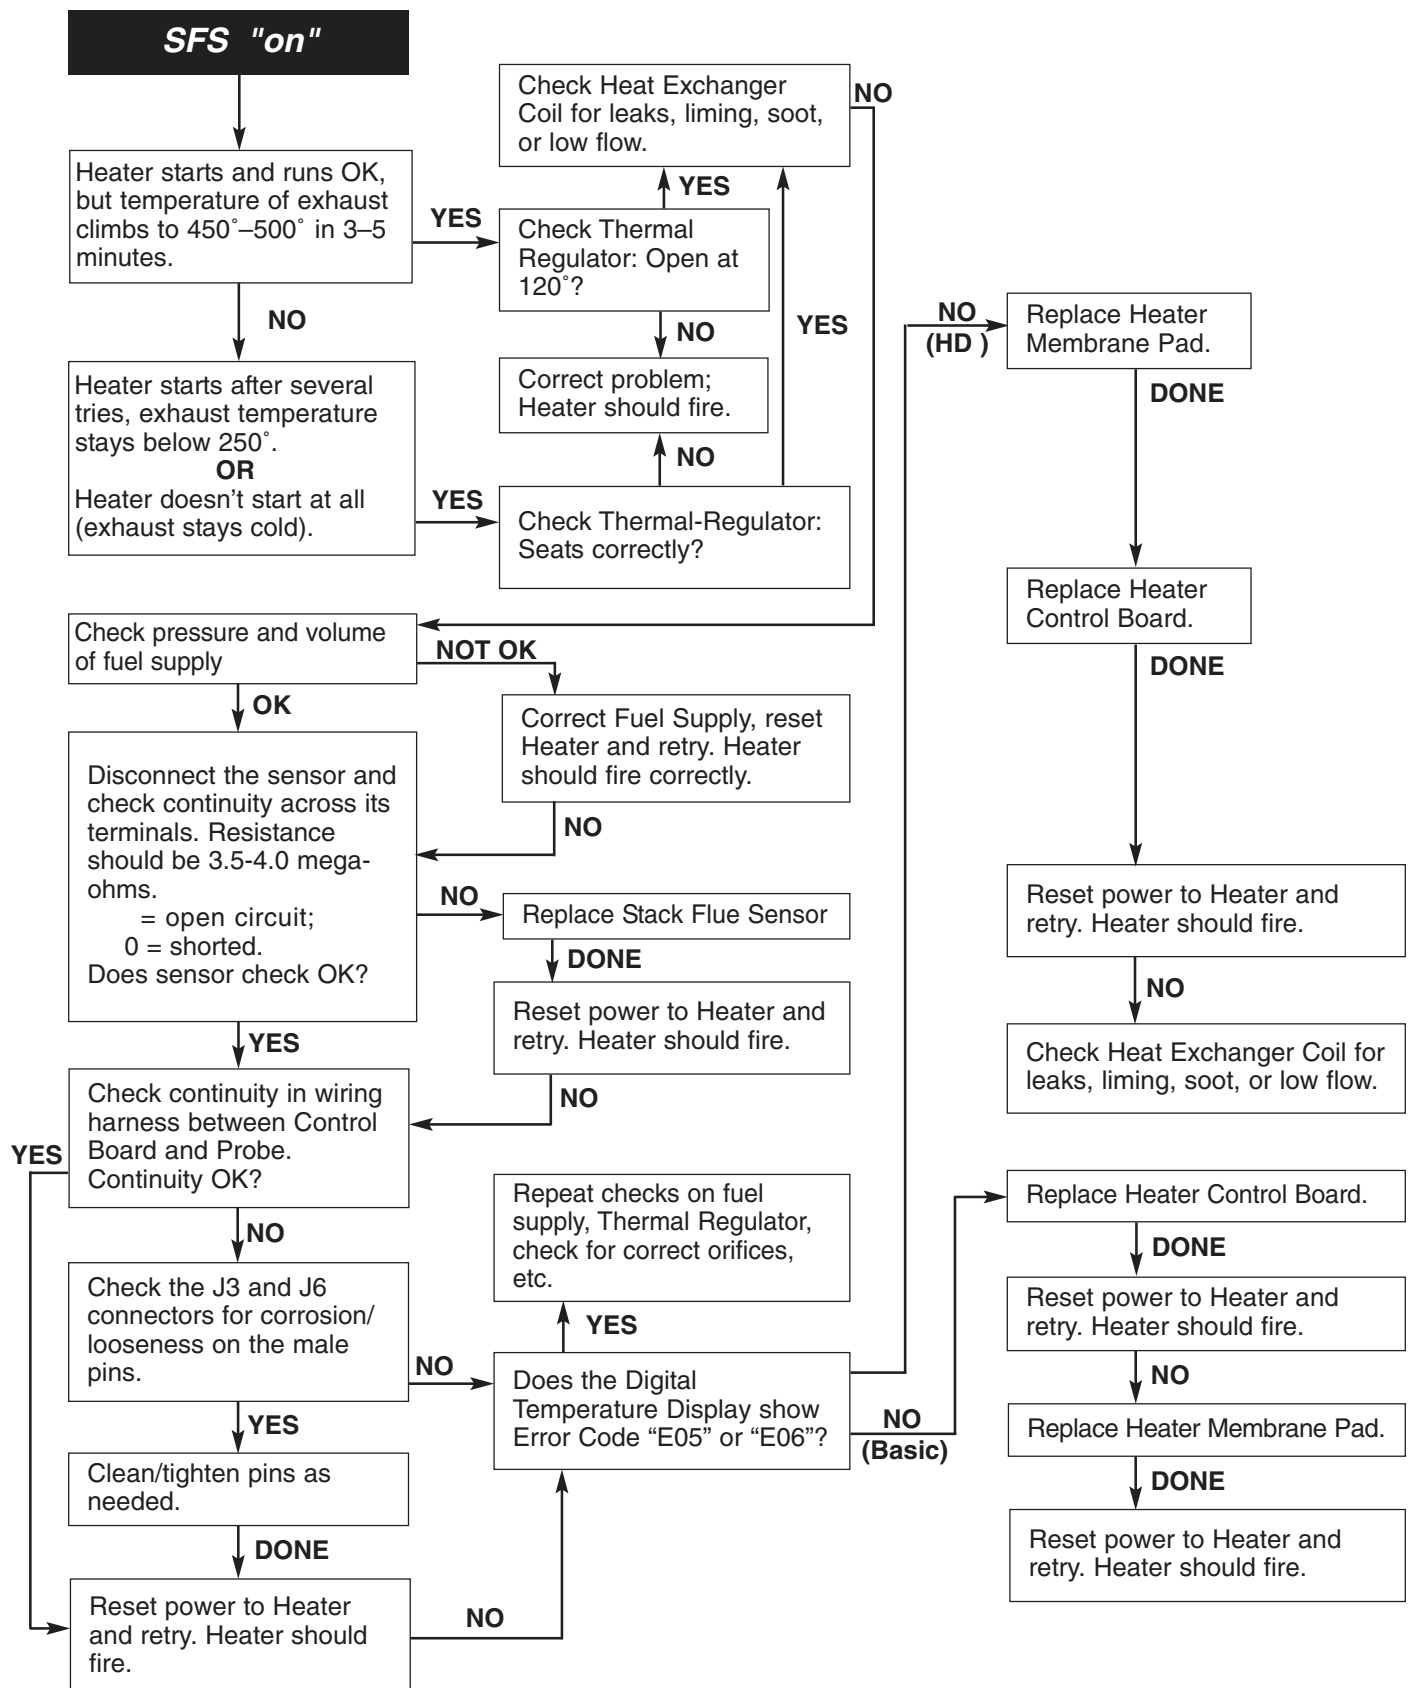 SFS "on"
Heater starts and runs OK,
but temperature of exhaust
climbs to 450˚–500˚ in 3–5
minutes.
YES
NO
Check Heat Exchanger
Coil for leaks, liming, soot,
or low flow.
NO
YES
Check Thermal
Regulator: Open at
120˚?
NO
YES
Correct problem;
Heater should fire.
NO
Heater starts after several
tries, exhaust temperature
stays below 250˚.
OR
Heater doesn't start at all
(exhaust stays cold).
YES
Check Thermal-Regulator:
Seats correctly?
Check pressure and volume
of fuel supply
NOT OK
OK
Correct Fuel Supply, reset
Heater and retry. Heater
should fire correctly.
NO
Disconnect the sensor and
check continuity across its
terminals. Resistance
should be 3.5-4.0 mega-
ohms.
= open circuit;
0 = shorted.
Does sensor check OK?
NO
Replace Stack Flue Sensor
DONE
Reset power to Heater and
retry. Heater should fire.
YES
NO
Check continuity in wiring
harness between Control
Board and Probe.
Continuity OK?
YES
NO
Check the J3 and J6
connectors for corrosion/
looseness on the male
pins.
NO
YES
Clean/tighten pins as
needed.
DONE
Reset power to Heater
and retry. Heater should
fire.
NO
Repeat checks on fuel
supply, Thermal Regulator,
check for correct orifices,
etc.
YES
Does the Digital
Temperature Display show
Error Code “E05” or “E06”?
NO
(Basic)
NO
(HD )
Replace Heater
Membrane Pad.
DONE
Replace Heater
Control Board.
DONE
Reset power to Heater and
retry. Heater should fire.
NO
Check Heat Exchanger Coil for
leaks, liming, soot, or low flow.
Replace Heater Control Board.
DONE
Reset power to Heater and
retry. Heater should fire.
NO
Replace Heater Membrane Pad.
DONE
Reset power to Heater and
retry. Heater should fire.